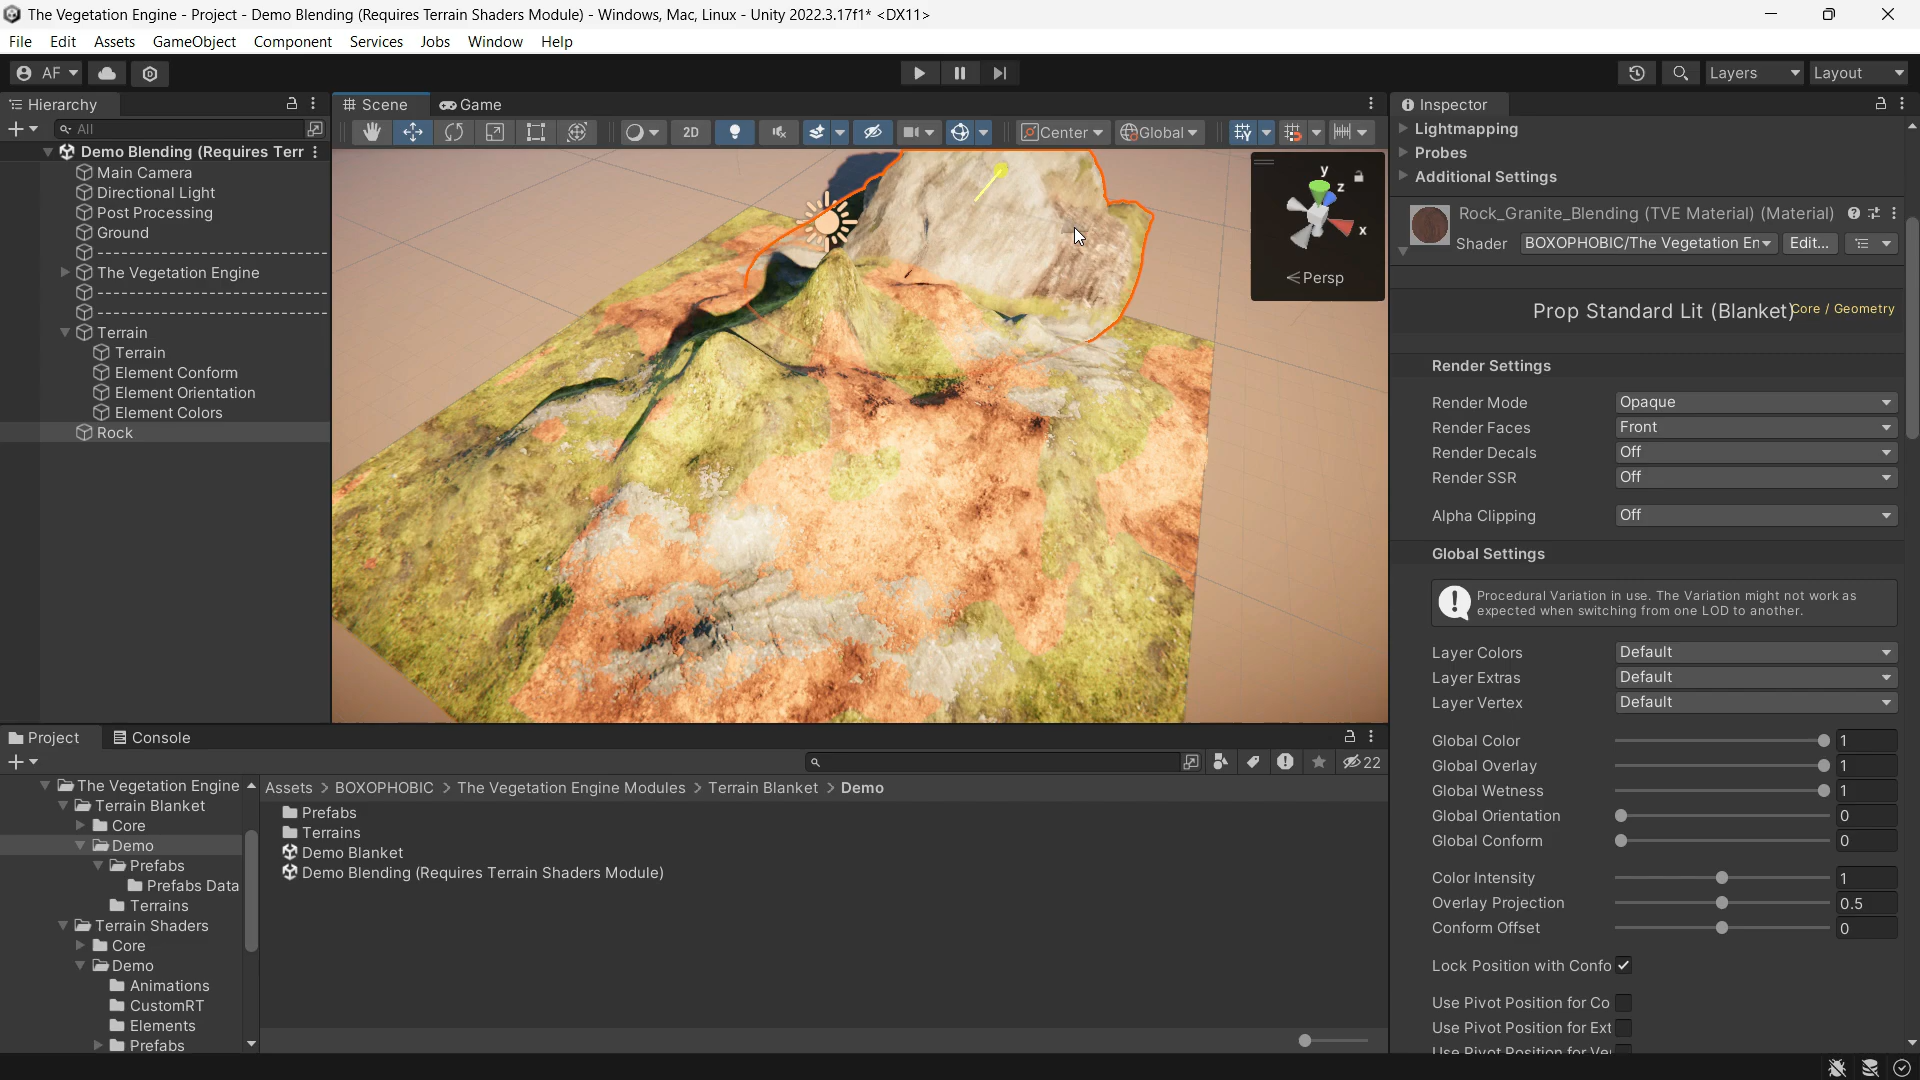 The Vegetation Engine - Project - Demo Blending (Requires Terrain Shaders Module) - Windows, Mac, Linux - Unity 2022.3.17f1* <DX11>
File Edit Assets GameObject Component Services Jobs Window Help
AF
Layers
Layout
Hierarchy
All
Demo Blending (Requires Terr
Main Camera
Directional Light
Post Processing
Ground
------------------------------
The Vegetation Engine
------------------------------
------------------------------
Terrain
Terrain
Element Conform
Element Orientation
Element Colors
Rock
Scene
Game
2D
Center
Global
y
z
x
Persp
Inspector
Lightmapping
Probes
Additional Settings
Rock_Granite_Blending (TVE Material) (Material)
Shader BOXOPHOBIC/The Vegetation En Edit...
Prop Standard Lit (Blanket) Core / Geometry
Render Settings
Render Mode Opaque
Render Faces Front
Render Decals Off
Render SSR Off
Alpha Clipping Off
Global Settings
Procedural Variation in use. The Variation might not work as
expected when switching from one LOD to another.
Layer Colors Default
Layer Extras Default
Layer Vertex Default
Global Color 1
Global Overlay 1
Global Wetness 1
Global Orientation 0
Global Conform 0
Color Intensity 1
Overlay Projection 0.5
Conform Offset 0
Lock Position with Confo
Use Pivot Position for Co
Use Pivot Position for Ext
Use Pivot Position for Ve
Project
Console
22
The Vegetation Engine
Terrain Blanket
Core
Demo
Prefabs
Prefabs Data
Terrains
Terrain Shaders
Core
Demo
Animations
CustomRT
Elements
Prefabs
Assets > BOXOPHOBIC > The Vegetation Engine Modules > Terrain Blanket > Demo
Prefabs
Terrains
Demo Blanket
Demo Blending (Requires Terrain Shaders Module)